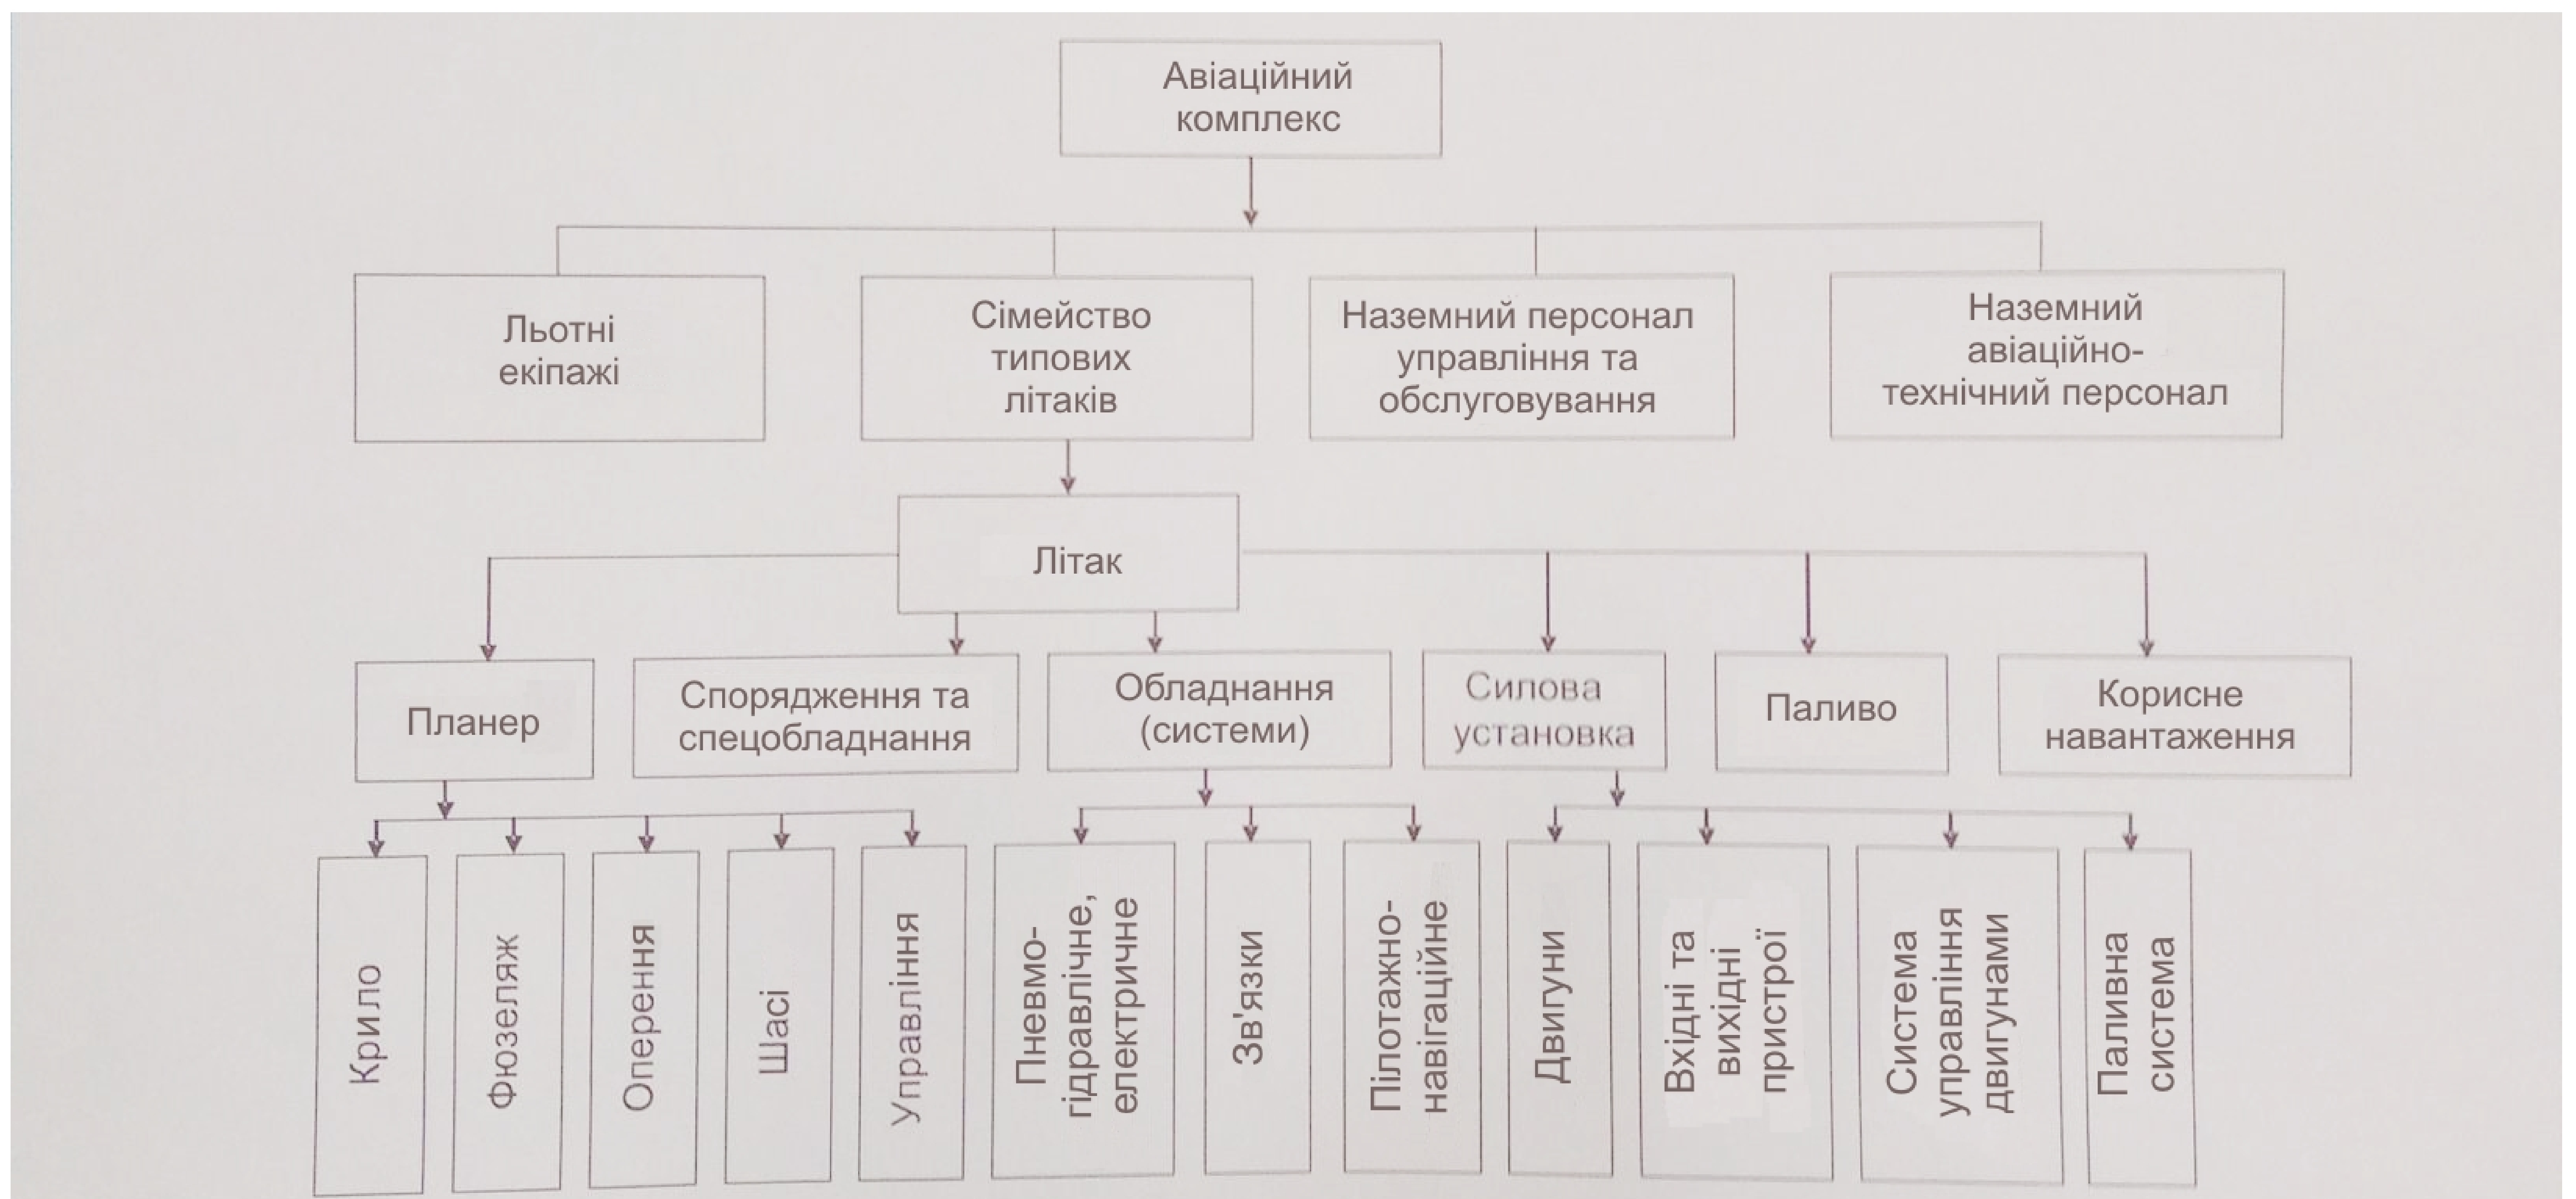 Авіаційний
комплекс
Льотні
екіпажі
Сімейство
типових
літаків
Наземний персонал
управління та
обслуговування
Наземний
авіаційно-
технічний персонал
Літак
Планер
Спорядження та
спецобладнання
Обладнання
(системи)
Силова
установка
Паливо
Корисне
навантаження
Крило
Фюзеляж
Оперення
Шасі
Управління
Пневмо-
гідравлічне,
електричне
Зв'язки
Пілотажно-
навігаційне
Двигуни
Вхідні та
вихідні
пристрої
Система
управління
двигунами
Паливна
система